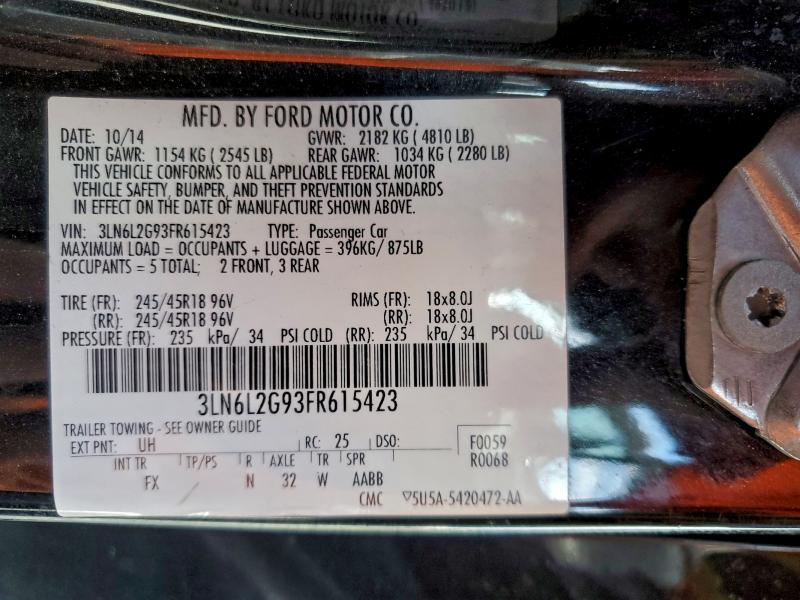 MFD. BY FORD MOTOR CO.
DATE: 10/14 GVWR: 2182 KG ( 4810 LB)
FRONT GAWR: 1154 KG ( 2545 LB) REAR GAWR: 1034 KG ( 2280 LB)
THIS VEHICLE CONFORMS TO ALL APPLICABLE FEDERAL MOTOR
VEHICLE SAFETY, BUMPER, AND THEFT PREVENTION STANDARDS
IN EFFECT ON THE DATE OF MANUFACTURE SHOWN ABOVE.
VIN: 3LN6L2G93FR615423 TYPE: Passenger Car
MAXIMUM LOAD = OCCUPANTS + LUGGAGE = 396KG/ 875LB
OCCUPANTS = 5 TOTAL; 2 FRONT, 3 REAR
TIRE (FR): 245/45R18 96V RIMS (FR): 18x8.0J
(RR): 245/45R18 96V (RR): 18x8.0J
PRESSURE (FR): 235 kPa/ 34 PSI COLD (RR): 235 kPa/ 34 PSI COLD
3LN6L2G93FR615423
TRAILER TOWING - SEE OWNER GUIDE
EXT PNT: UH RC: 25 DSO: F0059
INT TR TP/PS R AXLE TR SPR R0068
FX N 32 W AABB
CMC ▽5U5A-5420472-AA